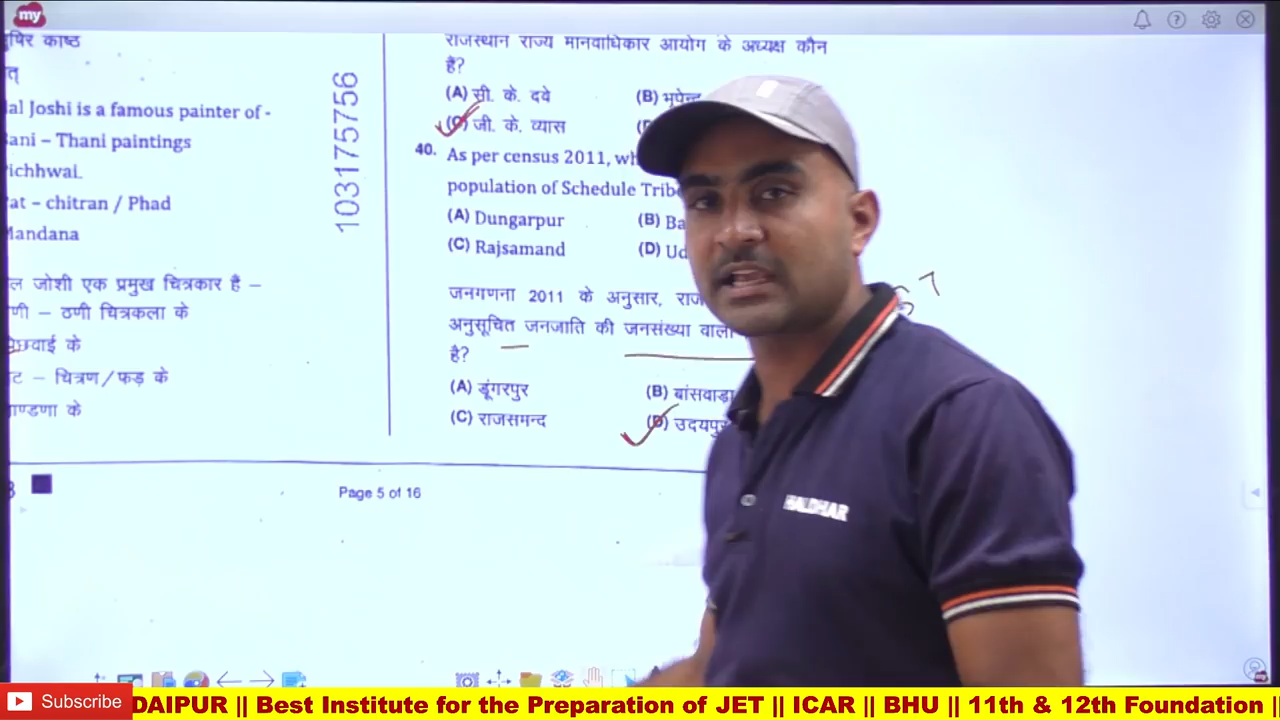 my
राजस्थान राज्य मानवाधिकार आयोग के अध्यक्ष कौन
हैं?
(A) सी. के. दवे
(B) भूपेन्द्र
(C) जी. के. व्यास
40. As per census 2011,
population of Schedule Tribe
(A) Dungarpur
(B) Ba
(C) Rajsamand
(D) Ud
जनगणना 2011 के अनुसार, राज
अनुसूचित जनजाति की जनसंख्या वाला
है?
(A) डूंगरपुर
(B) बांसवाड़ा
(C) राजसमन्द
(D) उदयपुर
काष्ठ
al Joshi is a famous painter of -
ani – Thani paintings
ichhwai.
at – chitran / Phad
Mandana
ल जोशी एक प्रमुख चित्रकार हैं –
णी – ठणी चित्रकला के
पिछवाई के
ट – चित्रण/फड़ के
माण्डणा के
103175756
Page 5 of 16
HALDHAR
Subscribe
DAIPUR || Best Institute for the Preparation of JET || ICAR || BHU || 11th & 12th Foundation |